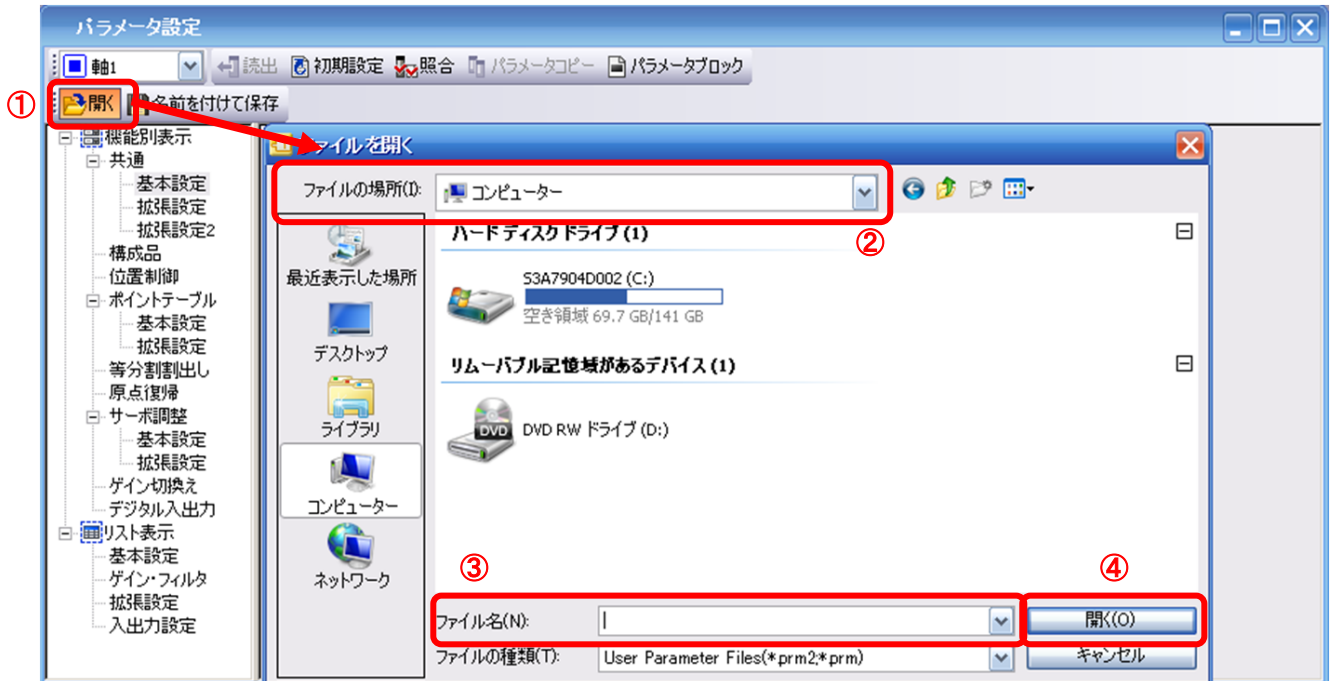 パラメータ設定
軸1 読出 初期設定 照合 パラメータコピー パラメータブロック
① 開く 名前を付けて保存
機能別表示
共通
基本設定
拡張設定
拡張設定2
構成品
位置制御
ポイントテーブル
基本設定
拡張設定
等分割割出し
原点復帰
サーボ調整
基本設定
拡張設定
ゲイン切換え
デジタル入出力
リスト表示
基本設定
ゲイン・フィルタ
拡張設定
入出力設定
ファイルを開く
ファイルの場所(I): コンピューター
②
最近表示した場所
デスクトップ
ライブラリ
コンピューター
ネットワーク
ハード ディスク ドライブ (1)
S3A7904D002 (C:)
空き領域 69.7 GB/141 GB
リムーバブル記憶域があるデバイス (1)
DVD
DVD RW ドライブ (D:)
③ ④
ファイル名(N): 開く(O)
ファイルの種類(T): User Parameter Files(*prm2;*prm) キャンセル